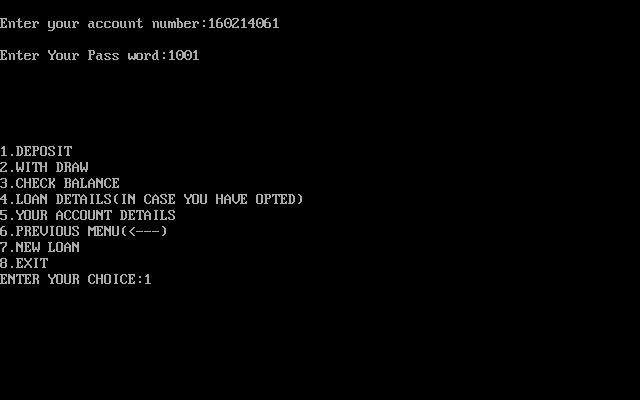 Enter your account number:160214061
Enter Your Pass word:1001
1.DEPOSIT
2.WITH DRAW
3.CHECK BALANCE
4.LOAN DETAILS(IN CASE YOU HAVE OPTED)
5.YOUR ACCOUNT DETAILS
6.PREVIOUS MENU(<---)
7.NEW LOAN
8.EXIT
ENTER YOUR CHOICE:1